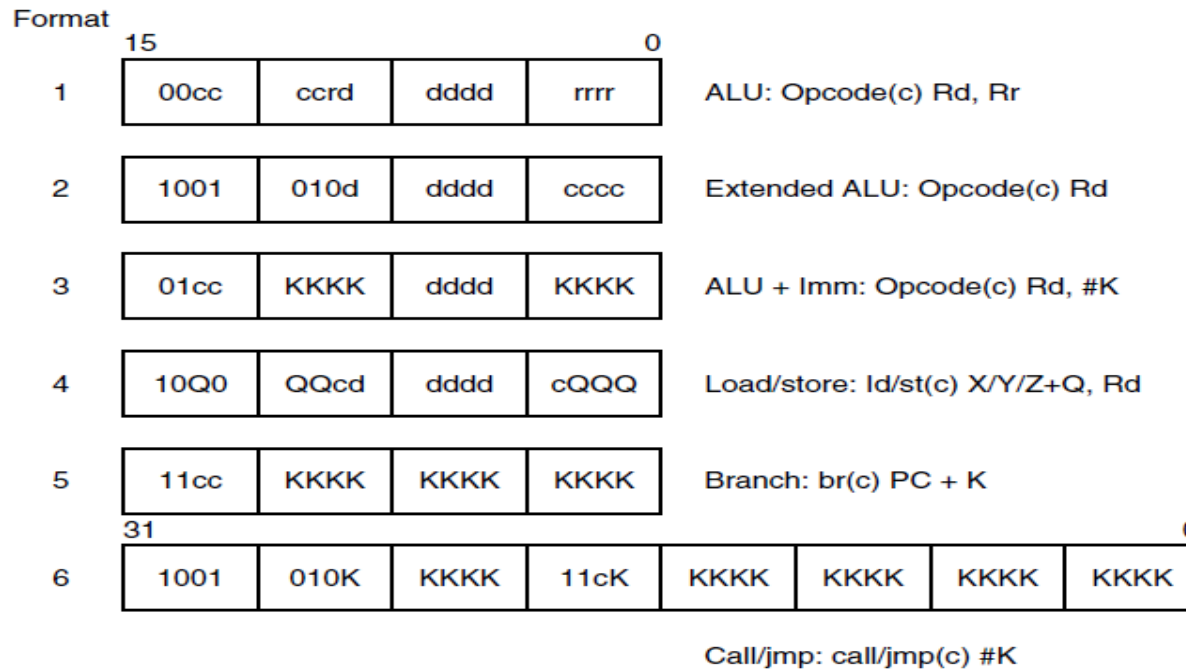 Format
15 0
1 00cc ccrd dddd rrrr ALU: Opcode(c) Rd, Rr
2 1001 010d dddd cccc Extended ALU: Opcode(c) Rd
3 01cc KKKK dddd KKKK ALU + Imm: Opcode(c) Rd, #K
4 10Q0 QQcd dddd cQQQ Load/store: ld/st(c) X/Y/Z+Q, Rd
5 11cc KKKK KKKK KKKK Branch: br(c) PC + K
31
6 1001 010K KKKK 11cK KKKK KKKK KKKK KKKK
Call/jmp: call/jmp(c) #K